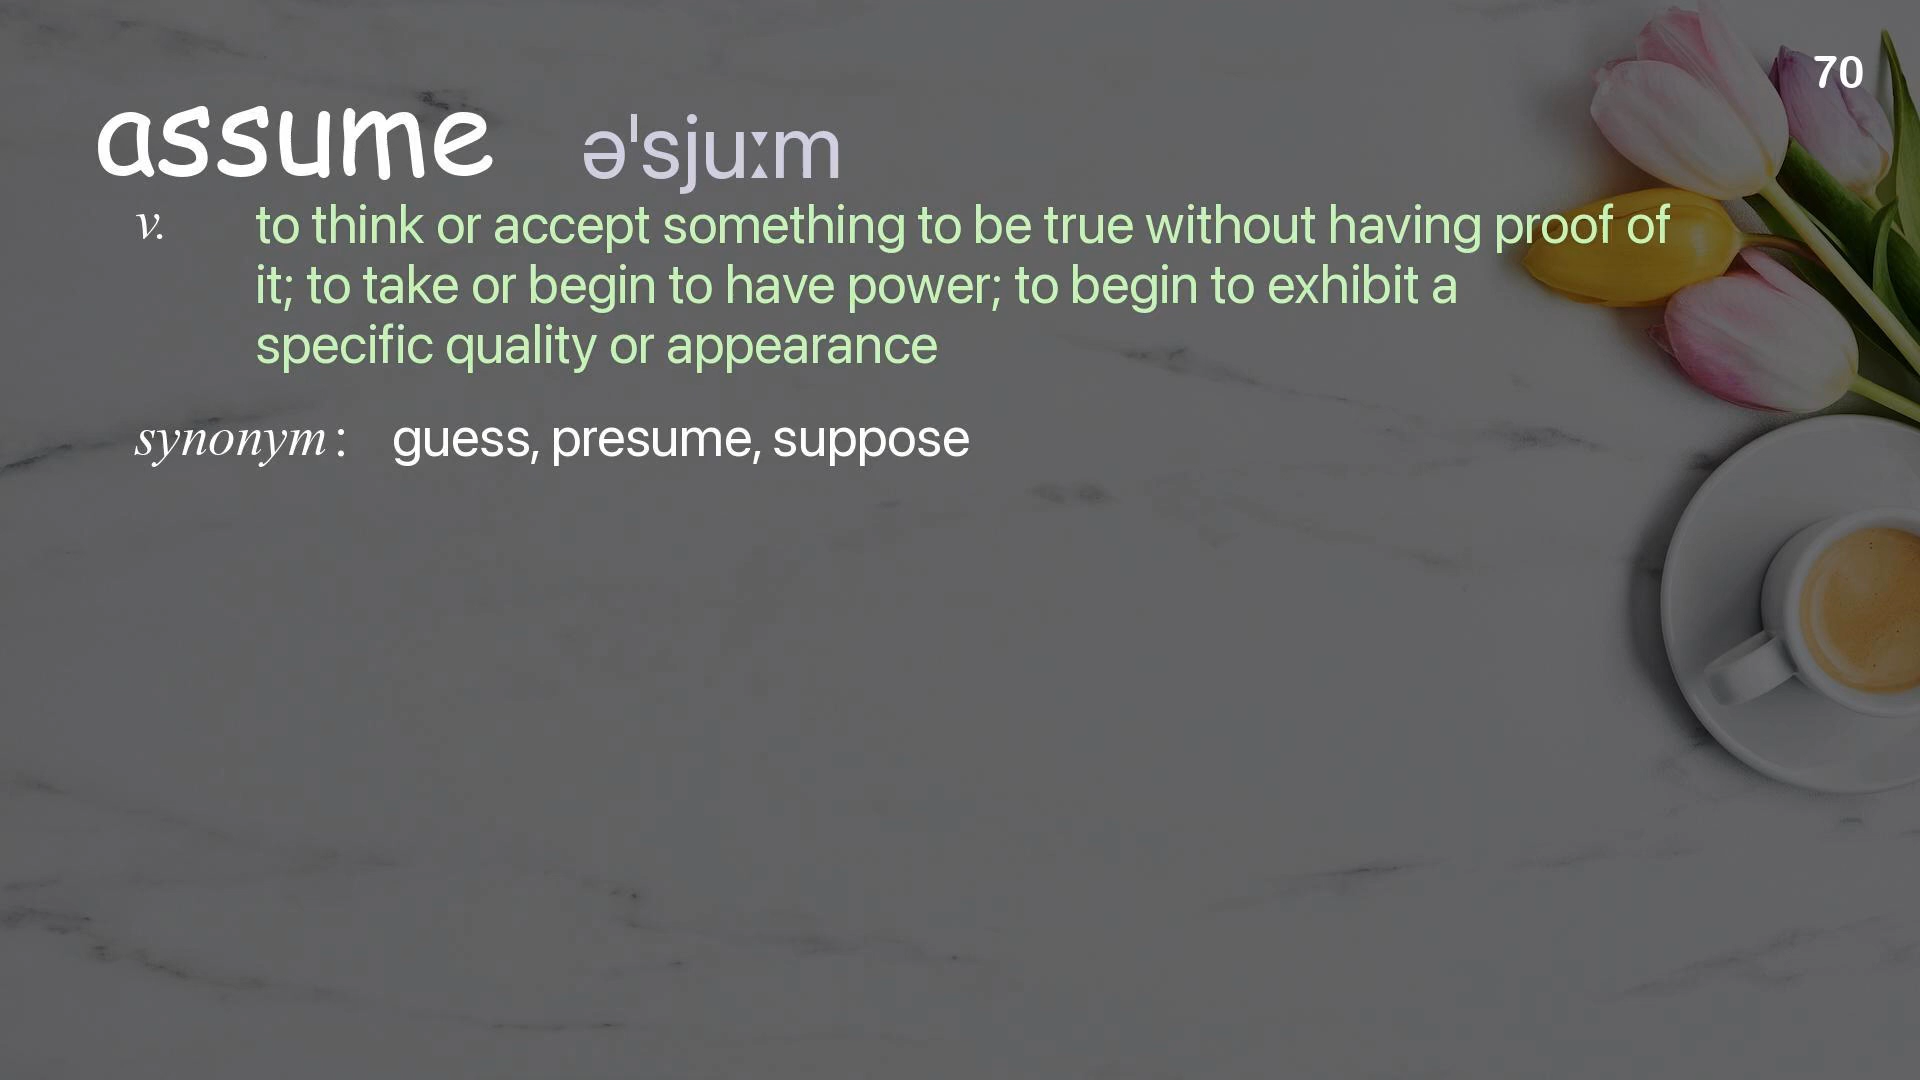 70
assume əˈsjuːm
v. to think or accept something to be true without having proof of
it; to take or begin to have power; to begin to exhibit a
specific quality or appearance
synonym : guess, presume, suppose